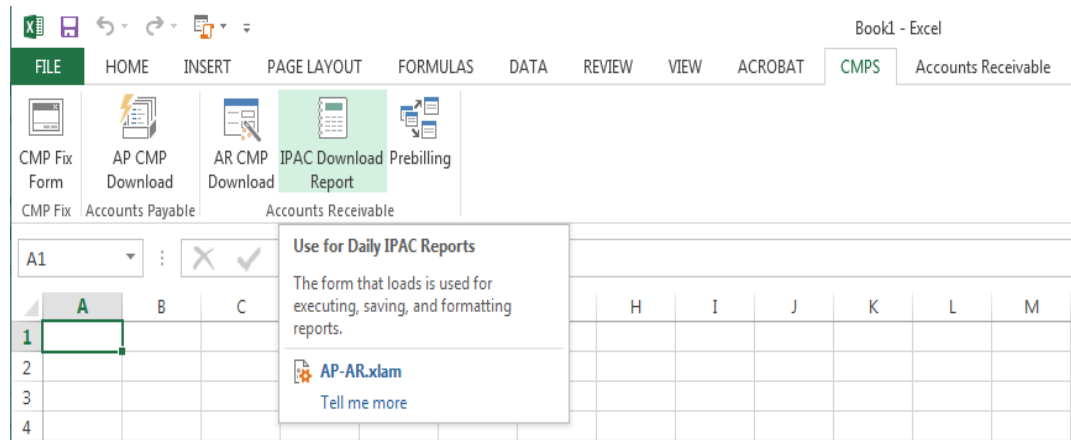 Book1 - Excel
FILE HOME INSERT PAGE LAYOUT FORMULAS DATA REVIEW VIEW ACROBAT CMPS Accounts Receivable
CMP Fix AP CMP AR CMP IPAC Download Prebilling
Form Download Download Report
CMP Fix Accounts Payable Accounts Receivable
A1
Use for Daily IPAC Reports
The form that loads is used for
executing, saving, and formatting
reports.
AP-AR.xlam
Tell me more
A B C H I J K L M
1
2
3
4